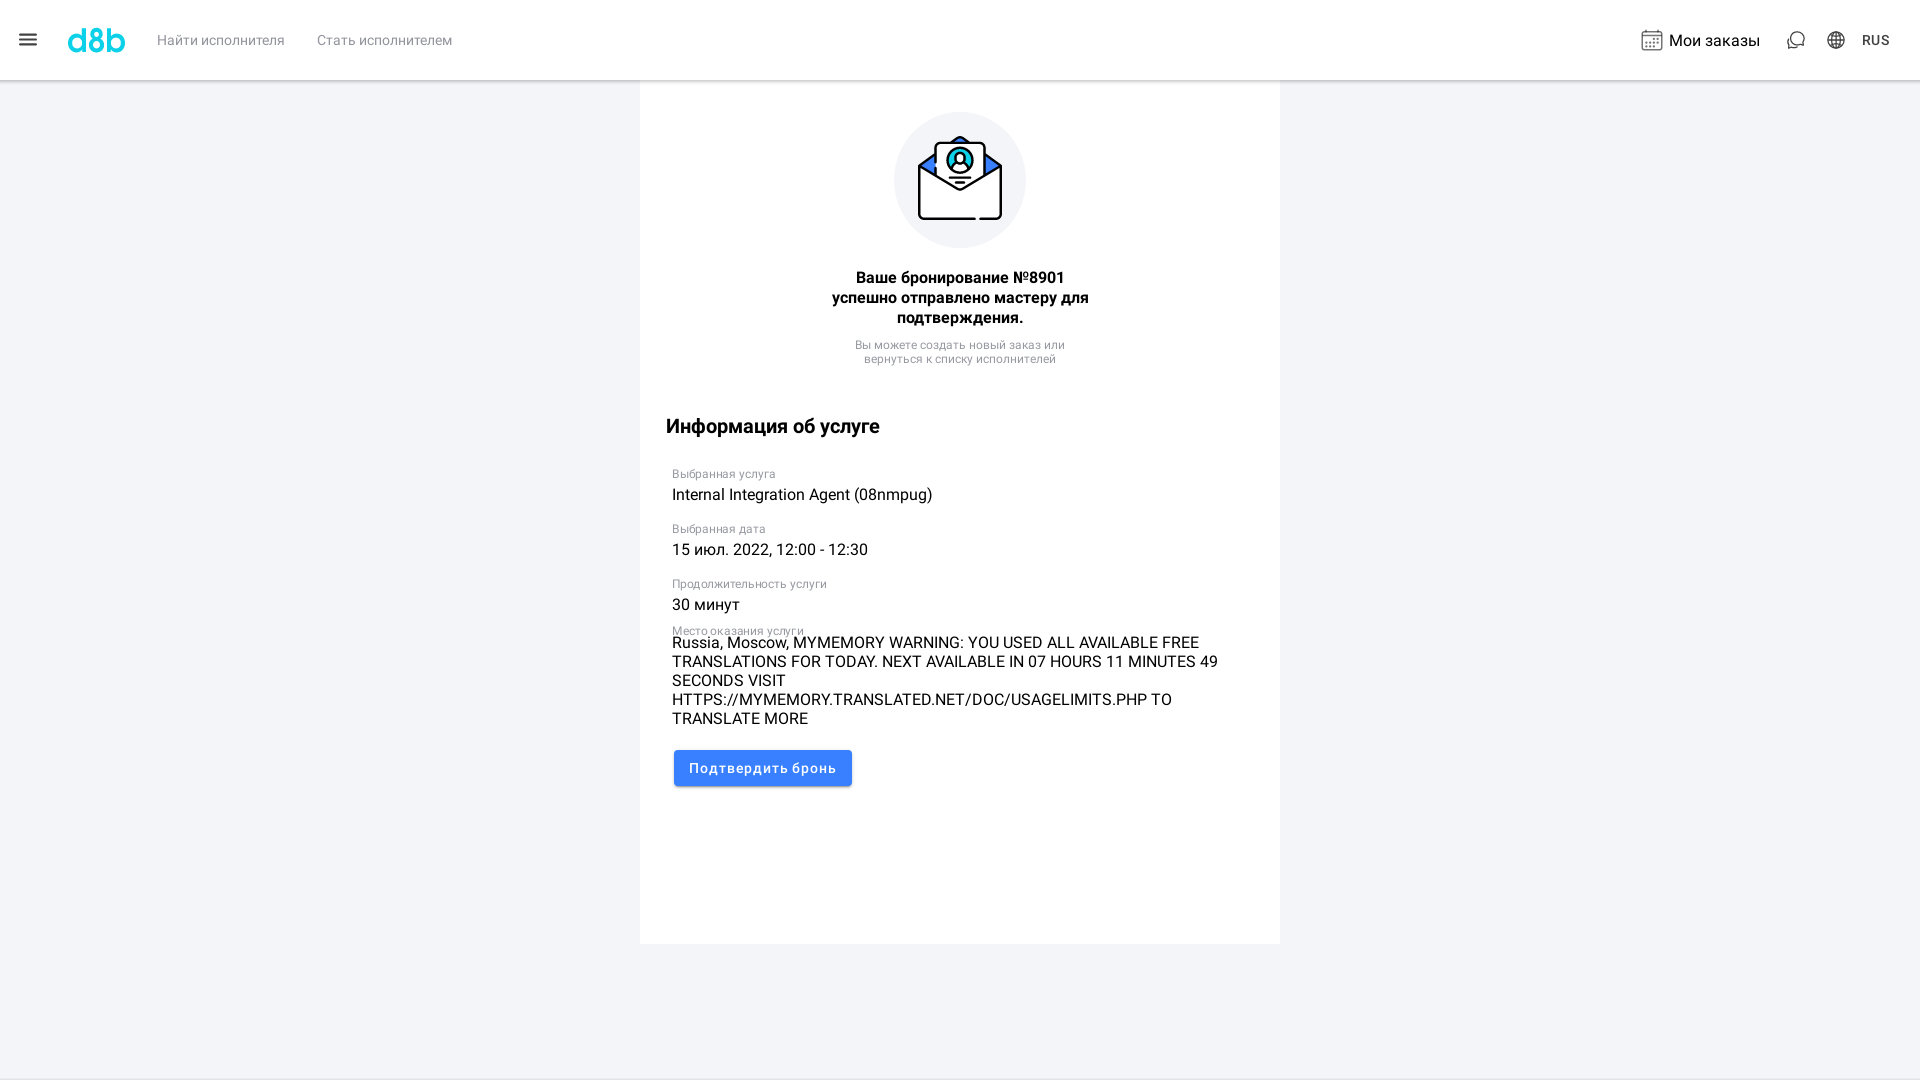 d8b
Найти исполнителя
Стать исполнителем
Мои заказы
RUS
Ваше бронирование №8901
успешно отправлено мастеру для
подтверждения.
Вы можете создать новый заказ или
вернуться к списку исполнителей
Информация об услуге
Выбранная услуга
Internal Integration Agent (08nmpug)
Выбранная дата
15 июл. 2022, 12:00 - 12:30
Продолжительность услуги
30 минут
Место оказания услуги
Russia, Moscow, MYMEMORY WARNING: YOU USED ALL AVAILABLE FREE
TRANSLATIONS FOR TODAY. NEXT AVAILABLE IN 07 HOURS 11 MINUTES 49
SECONDS VISIT
HTTPS://MYMEMORY.TRANSLATED.NET/DOC/USAGELIMITS.PHP TO
TRANSLATE MORE
Подтвердить бронь